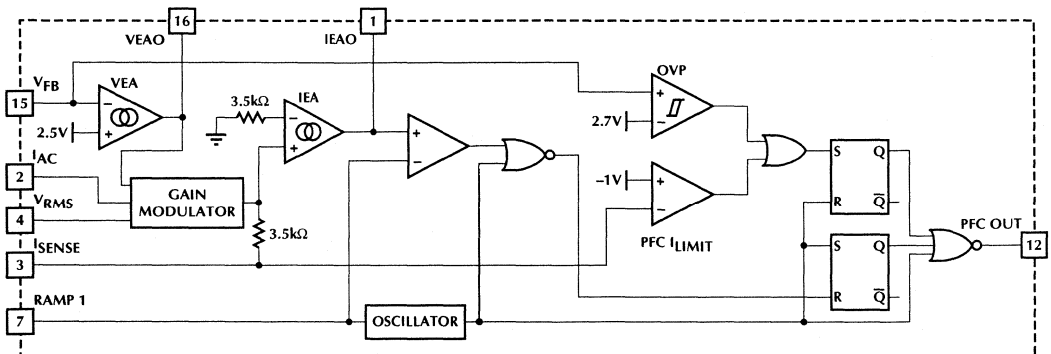 16
1
VEAO
IEAO
VFB
VEA
OVP
15
3.5kΩ
IEA
2.5V
2.7V
IAC
2
S
Q
GAIN
MODULATOR
VRMS
4
–1V
R
Q̅
3.5kΩ
PFC ILIMIT
PFC OUT
ISENSE
3
S
Q
12
R
Q̅
RAMP 1
7
OSCILLATOR